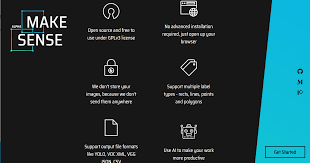 ALPHA
MAKE
SENSE
Open source and free to
use under GPLv3 license
No advanced installation
required, just open up your
browser
We don't store your
images, because we don't
send them anywhere
Support multiple label
types - rects, lines, points
and polygons
Support output file formats
like YOLO, VOC XML, VGG
JSON, CSV
Use AI to make your work
more productive
Get Started